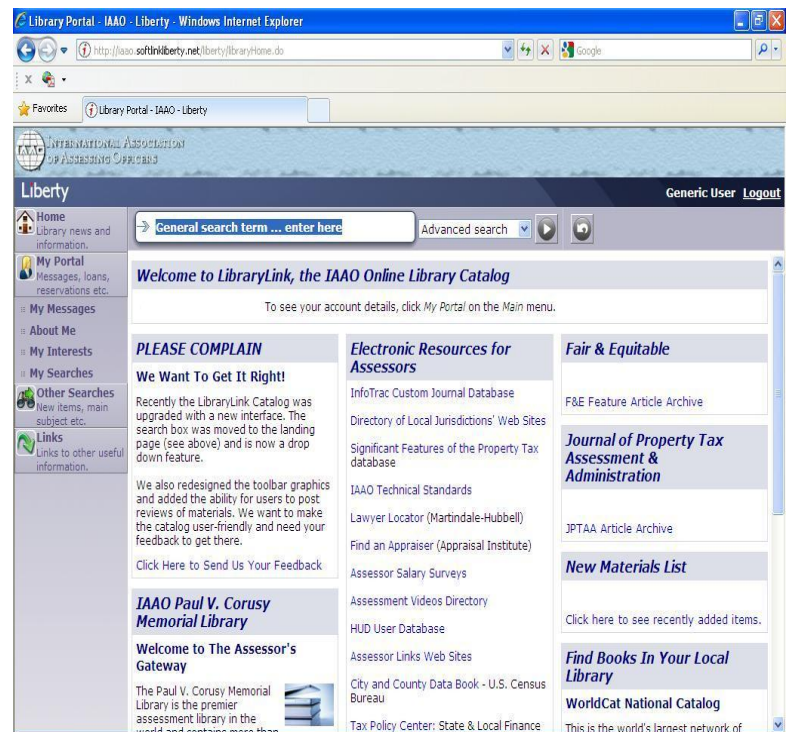 Library Portal - IAAO - Liberty - Windows Internet Explorer
http://iaao.softlinkliberty.net/liberty/libraryHome.do
Google
x
Favorites
Library Portal - IAAO - Liberty
IAAO
International Association
of Assessing Officers
Liberty
Generic User Logout
Home
Library news and
information.
My Portal
Messages, loans,
reservations etc.
My Messages
About Me
My Interests
My Searches
Other Searches
New items, main
subject etc.
Links
Links to other useful
information.
General search term ... enter here
Advanced search
Welcome to LibraryLink, the IAAO Online Library Catalog
To see your account details, click My Portal on the Main menu.
PLEASE COMPLAIN
We Want To Get It Right!
Recently the LibraryLink Catalog was
upgraded with a new interface. The
search box was moved to the landing
page (see above) and is now a drop
down feature.
We also redesigned the toolbar graphics
and added the ability for users to post
reviews of materials. We want to make
the catalog user-friendly and need your
feedback to get there.
Click Here to Send Us Your Feedback
IAAO Paul V. Corusy
Memorial Library
Welcome to The Assessor's
Gateway
The Paul V. Corusy Memorial
Library is the premier
assessment library in the
world and contains more than
Electronic Resources for
Assessors
InfoTrac Custom Journal Database
Directory of Local Jurisdictions' Web Sites
Significant Features of the Property Tax
database
IAAO Technical Standards
Lawyer Locator (Martindale-Hubbell)
Find an Appraiser (Appraisal Institute)
Assessor Salary Surveys
Assessment Videos Directory
HUD User Database
Assessor Links Web Sites
City and County Data Book - U.S. Census
Bureau
Tax Policy Center: State & Local Finance
Fair & Equitable
F&E Feature Article Archive
Journal of Property Tax
Assessment &
Administration
JPTAA Article Archive
New Materials List
Click here to see recently added items.
Find Books In Your Local
Library
WorldCat National Catalog
This is the world's largest network of